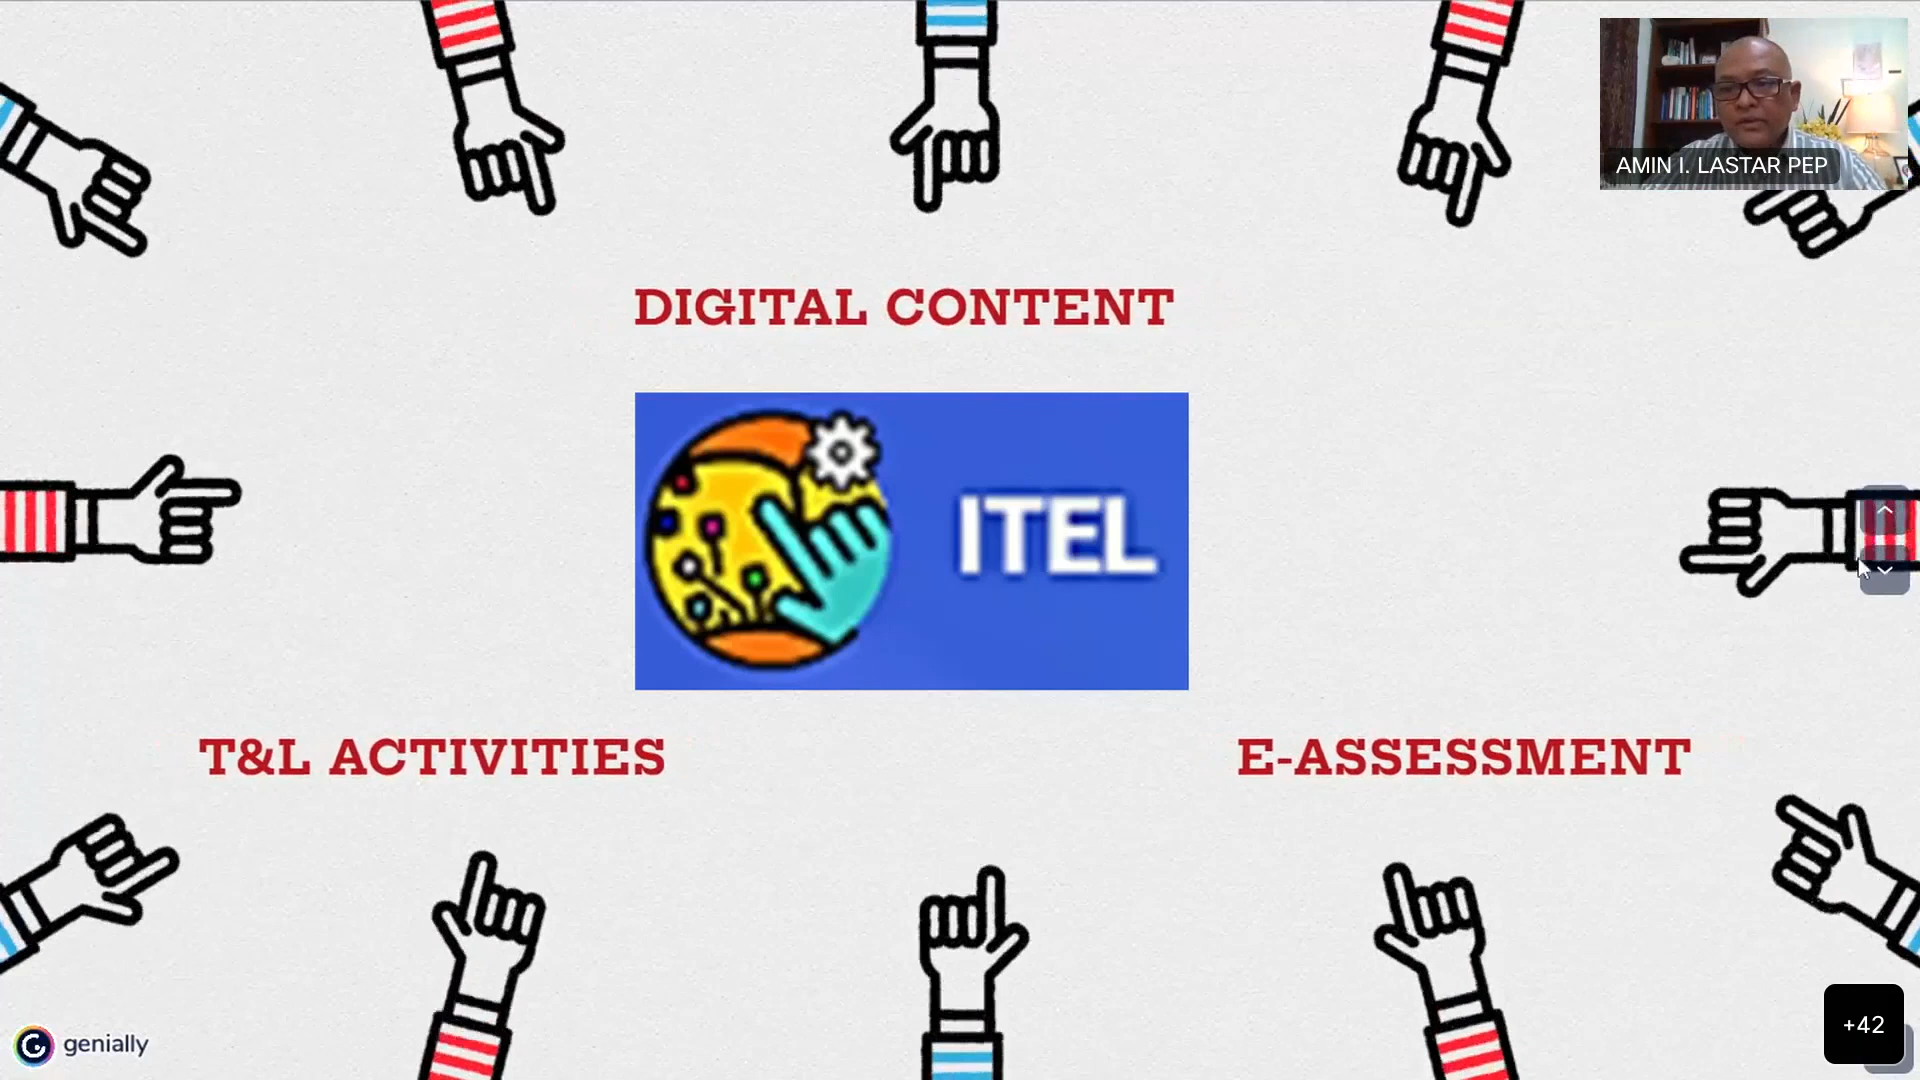 AMIN I. LASTAR PEP
DIGITAL CONTENT
ITEL
T&L ACTIVITIES
E-ASSESSMENT
genially
+42